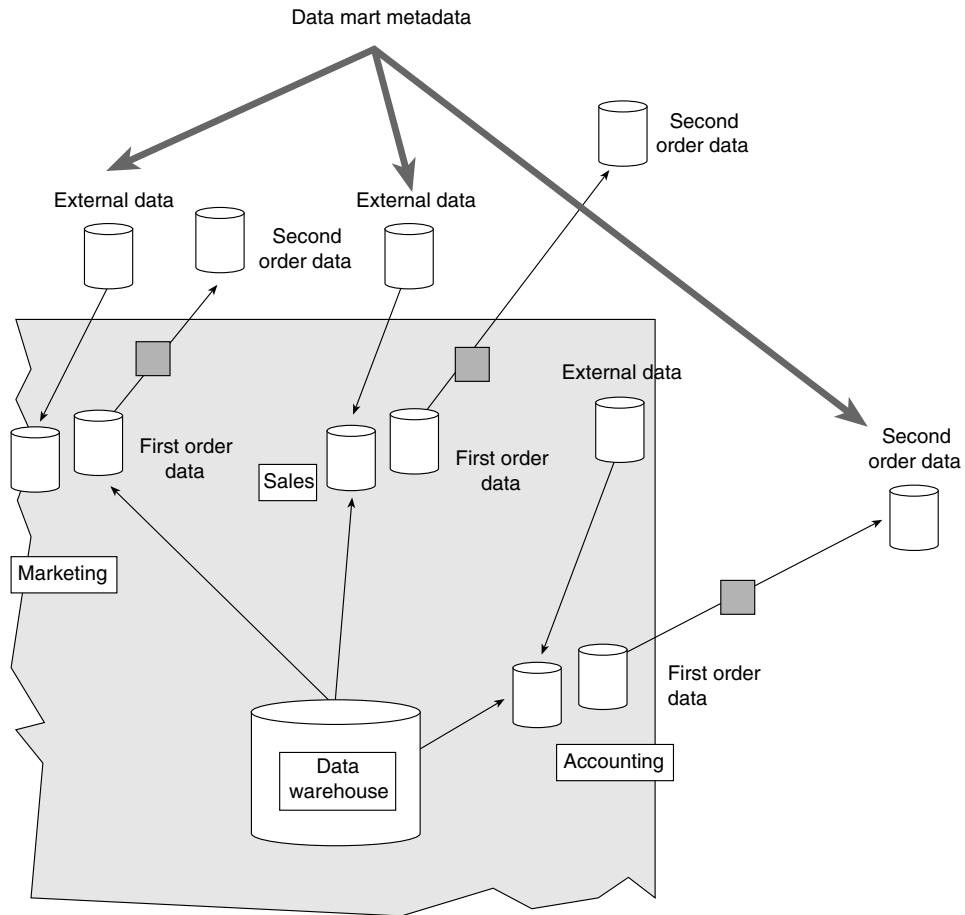 Data mart metadata
Second
order data
External data
External data
Second
order data
External data
First order
data
Sales
First order
data
Second
order data
Marketing
First order
data
Accounting
Data
warehouse